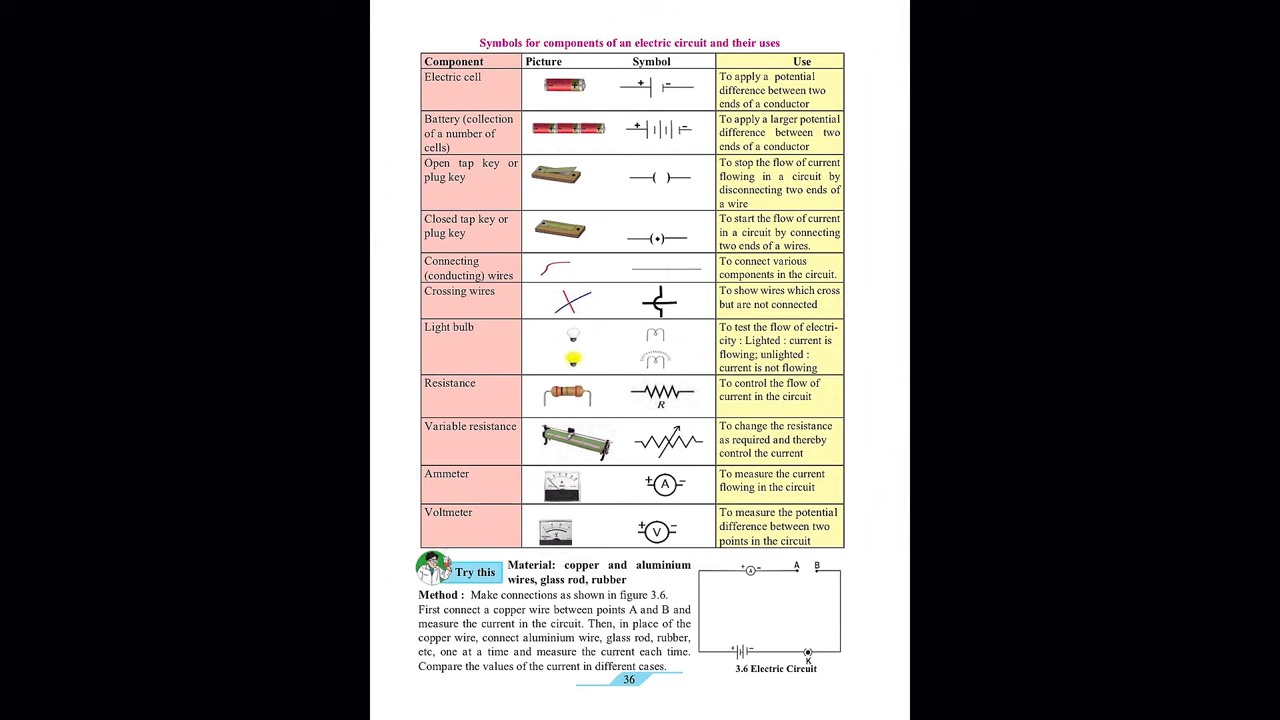 Symbols for components of an electric circuit and their uses
Component Picture Symbol Use
Electric cell
+ −
To apply a potential
difference between two
ends of a conductor
Battery (collection
of a number of
cells)
+ −
To apply a larger potential
difference between two
ends of a conductor
Open tap key or
plug key
To stop the flow of current
flowing in a circuit by
disconnecting two ends of
a wire
Closed tap key or
plug key
To start the flow of current
in a circuit by connecting
two ends of a wires.
Connecting
(conducting) wires
To connect various
components in the circuit.
Crossing wires
To show wires which cross
but are not connected
Light bulb
To test the flow of electri-
city : Lighted : current is
flowing; unlighted :
current is not flowing
Resistance
R
To control the flow of
current in the circuit
Variable resistance
To change the resistance
as required and thereby
control the current
Ammeter
+ A −
To measure the current
flowing in the circuit
Voltmeter
+ V −
To measure the potential
difference between two
points in the circuit
Try this
Material: copper and aluminium
wires, glass rod, rubber
Method : Make connections as shown in figure 3.6.
First connect a copper wire between points A and B and
measure the current in the circuit. Then, in place of the
copper wire, connect aluminium wire, glass rod, rubber,
etc, one at a time and measure the current each time.
Compare the values of the current in different cases.
+ A − A B
+ −
K
3.6 Electric Circuit
36